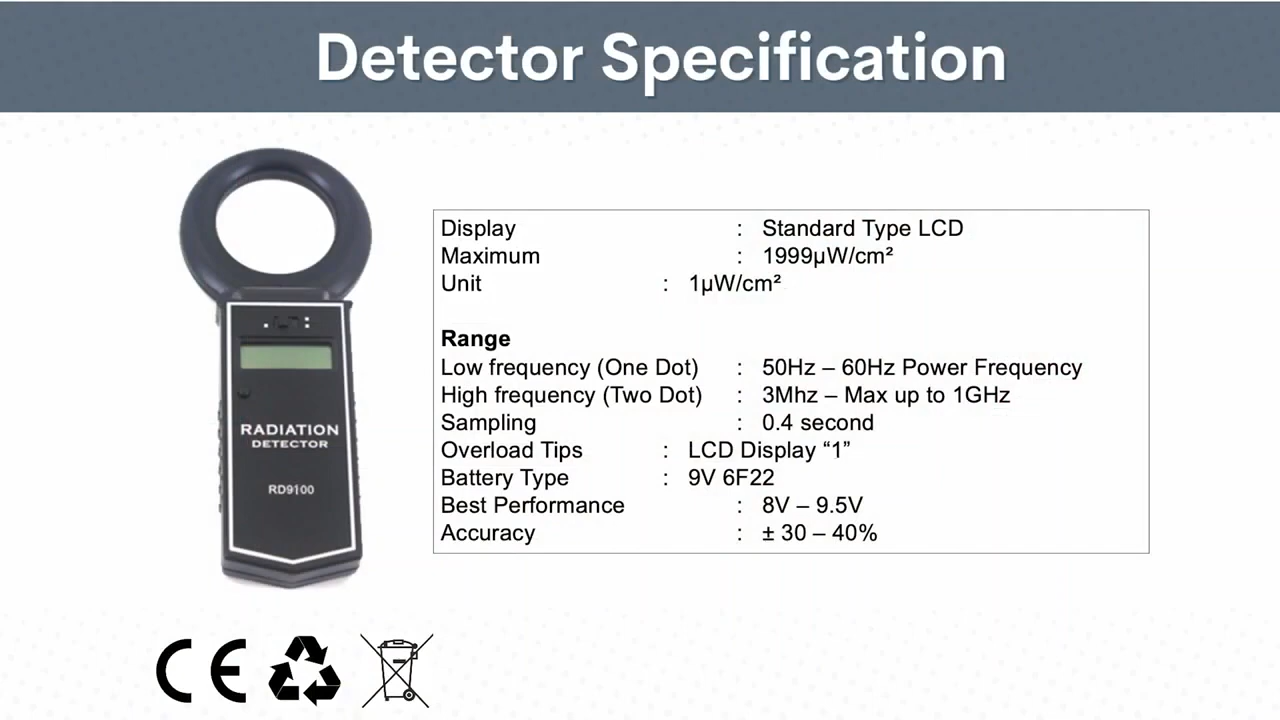 Detector Specification
Display : Standard Type LCD
Maximum : 1999µW/cm²
Unit : 1µW/cm²
Range
Low frequency (One Dot) : 50Hz – 60Hz Power Frequency
High frequency (Two Dot) : 3Mhz – Max up to 1GHz
Sampling : 0.4 second
Overload Tips : LCD Display “1”
Battery Type : 9V 6F22
Best Performance : 8V – 9.5V
Accuracy : ± 30 – 40%
RADIATION
DETECTOR
RD9100
CE